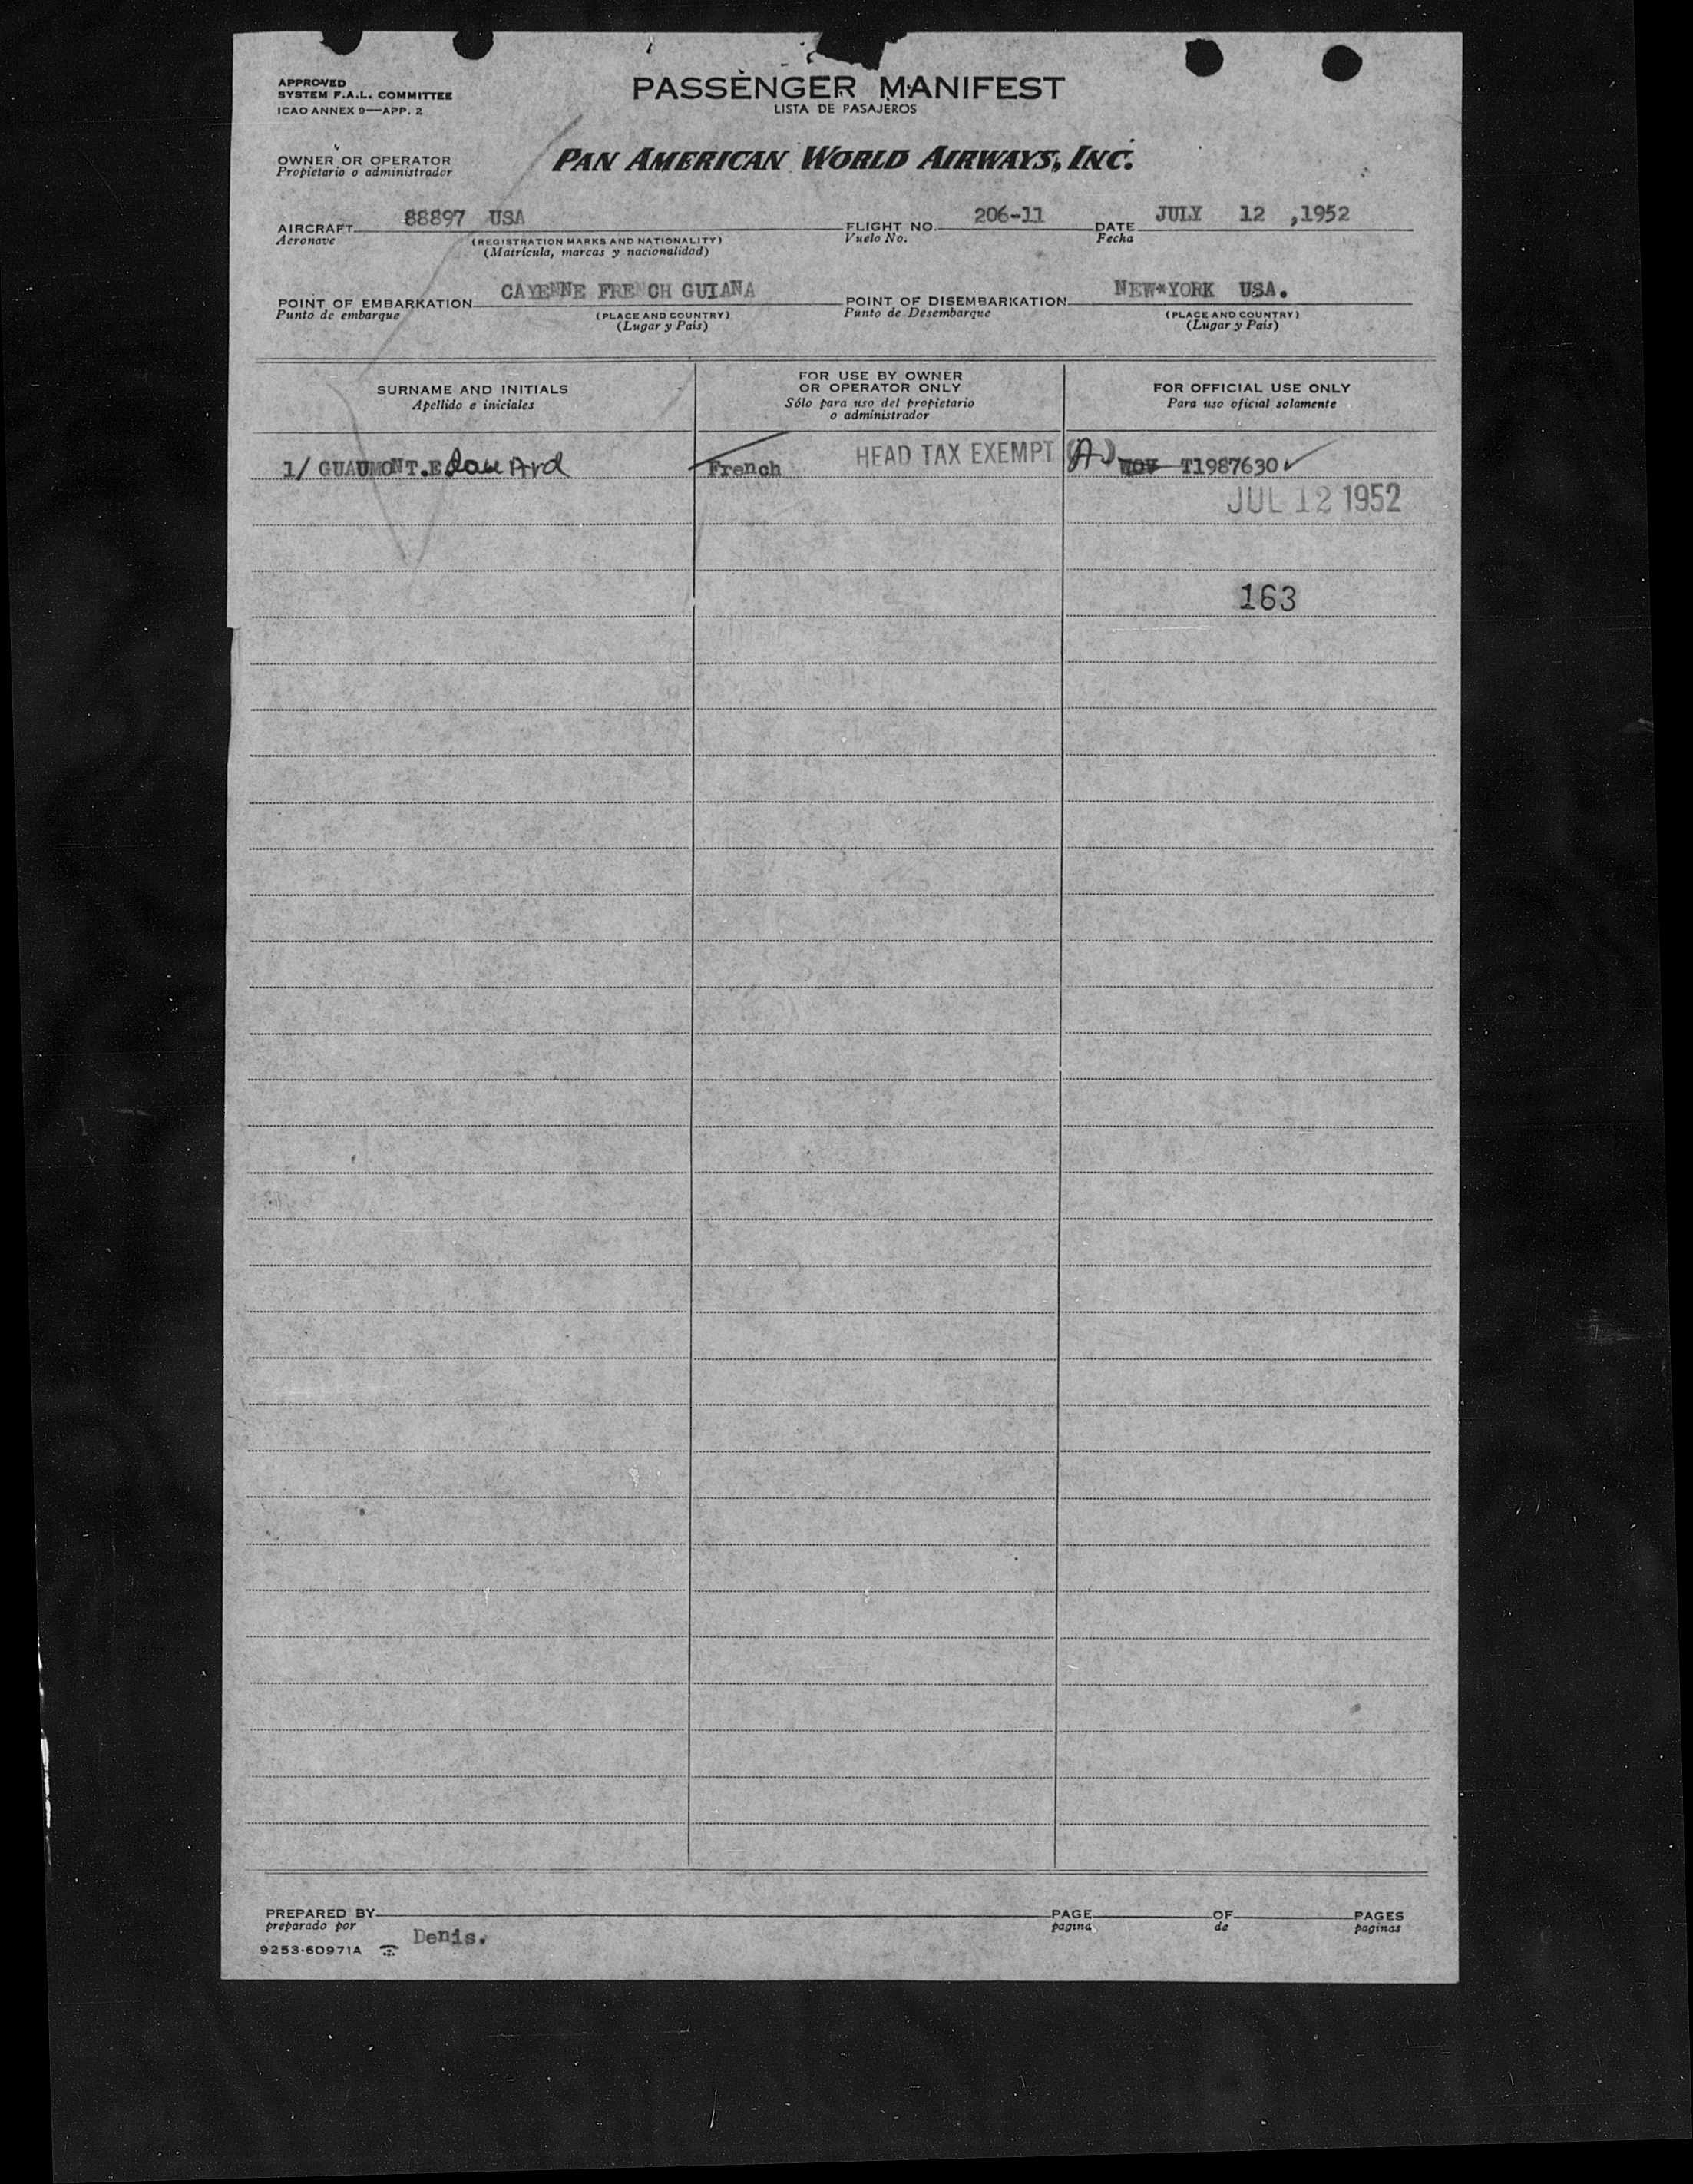 APPROVED
SYSTEM F.A.L. COMMITTEE
ICAO ANNEX 9—APP. 2
PASSENGER MANIFEST
LISTA DE PASAJEROS
OWNER OR OPERATOR
Propietario o administrador
PAN AMERICAN WORLD AIRWAYS, INC.
AIRCRAFT 88897 USA FLIGHT NO. 206-11 DATE JULY 12 ,1952
Aeronave (REGISTRATION MARKS AND NATIONALITY) Vuelo No. Fecha
(Matrícula, marcas y nacionalidad)
POINT OF EMBARKATION CAYENNE FRENCH GUIANA POINT OF DISEMBARKATION NEW*YORK USA.
Punto de embarque (PLACE AND COUNTRY) Punto de Desembarque (PLACE AND COUNTRY)
(Lugar y País) (Lugar y País)
SURNAME AND INITIALS
Apellido e iniciales
FOR USE BY OWNER
OR OPERATOR ONLY
Sólo para uso del propietario
o administrador
FOR OFFICIAL USE ONLY
Para uso oficial solamente
1/ GUAUMONT.Edouard French HEAD TAX EXEMPT (A) T1987630
JUL 12 1952
163
PREPARED BY PAGE OF PAGES
preparado por Denis. pagina de paginas
9253-60971A